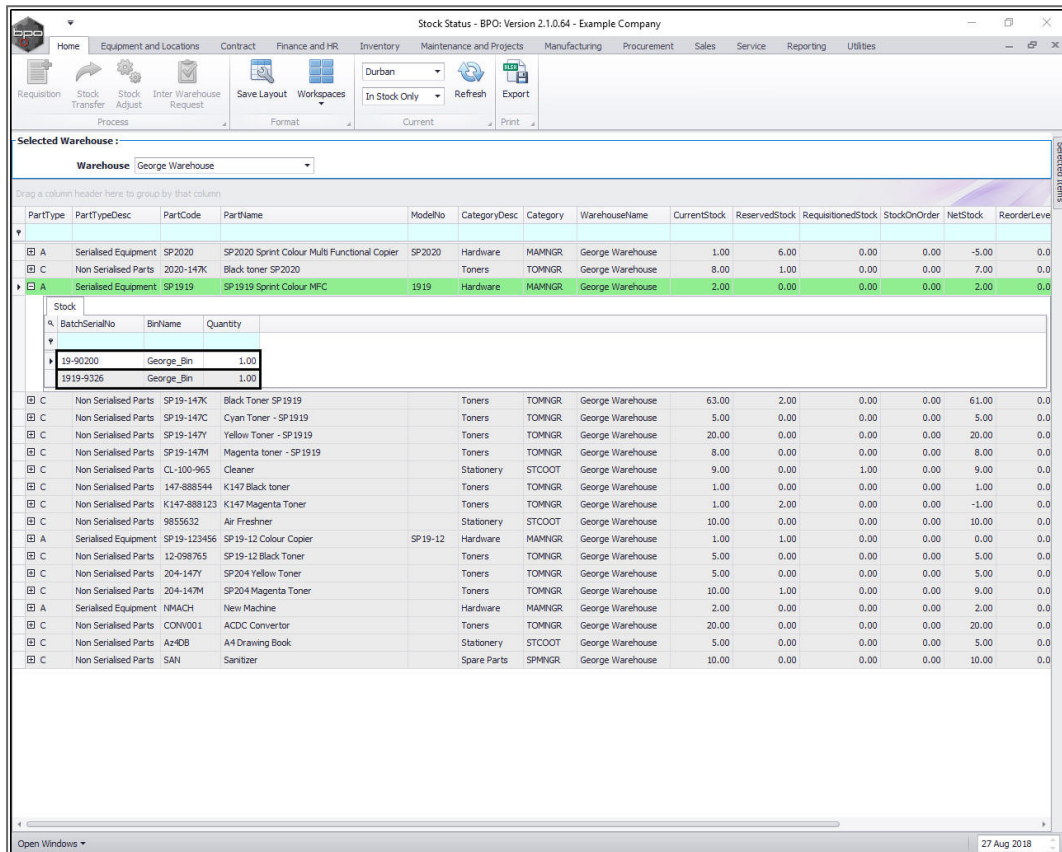 Stock Status - BPO: Version 2.1.0.64 - Example Company
bpo
Home Equipment and Locations Contract Finance and HR Inventory Maintenance and Projects Manufacturing Procurement Sales Service Reporting Utilities
Requisition Stock Transfer Stock Adjust Inter Warehouse Request Save Layout Workspaces Durban In Stock Only Refresh XLSX Export
Process Format Current Print
Selected Warehouse :
Selected Items
Warehouse George Warehouse
Drag a column header here to group by that column
PartType PartTypeDesc PartCode PartName ModelNo CategoryDesc Category WarehouseName CurrentStock ReservedStock RequisitionedStock StockOnOrder NetStock ReorderLeve
A Serialised Equipment SP2020 SP2020 Sprint Colour Multi Functional Copier SP2020 Hardware MAMNGR George Warehouse 1.00 6.00 0.00 0.00 -5.00 0.0
C Non Serialised Parts 2020-147K Black toner SP2020 Toners TOMNGR George Warehouse 8.00 1.00 0.00 0.00 7.00 0.0
A Serialised Equipment SP1919 SP1919 Sprint Colour MFC 1919 Hardware MAMNGR George Warehouse 2.00 0.00 0.00 0.00 2.00 0.0
Stock
BatchSerialNo BinName Quantity
19-90200 George_Bin 1.00
1919-9326 George_Bin 1.00
C Non Serialised Parts SP19-147K Black Toner SP1919 Toners TOMNGR George Warehouse 63.00 2.00 0.00 0.00 61.00 0.0
C Non Serialised Parts SP19-147C Cyan Toner - SP1919 Toners TOMNGR George Warehouse 5.00 0.00 0.00 0.00 5.00 0.0
C Non Serialised Parts SP19-147Y Yellow Toner - SP1919 Toners TOMNGR George Warehouse 20.00 0.00 0.00 0.00 20.00 0.0
C Non Serialised Parts SP19-147M Magenta toner - SP1919 Toners TOMNGR George Warehouse 8.00 0.00 0.00 0.00 8.00 0.0
C Non Serialised Parts CL-100-965 Cleaner Stationery STCOOT George Warehouse 9.00 0.00 1.00 0.00 9.00 0.0
C Non Serialised Parts 147-888544 K147 Black toner Toners TOMNGR George Warehouse 1.00 0.00 0.00 0.00 1.00 0.0
C Non Serialised Parts K147-888123 K147 Magenta Toner Toners TOMNGR George Warehouse 1.00 2.00 0.00 0.00 -1.00 0.0
C Non Serialised Parts 9855632 Air Freshner Stationery STCOOT George Warehouse 10.00 0.00 0.00 0.00 10.00 0.0
A Serialised Equipment SP19-123456 SP19-12 Colour Copier SP19-12 Hardware MAMNGR George Warehouse 1.00 1.00 0.00 0.00 0.00 0.0
C Non Serialised Parts 12-098765 SP19-12 Black Toner Toners TOMNGR George Warehouse 5.00 0.00 0.00 0.00 5.00 0.0
C Non Serialised Parts 204-147Y SP204 Yellow Toner Toners TOMNGR George Warehouse 5.00 0.00 0.00 0.00 5.00 0.0
C Non Serialised Parts 204-147M SP204 Magenta Toner Toners TOMNGR George Warehouse 10.00 1.00 0.00 0.00 9.00 0.0
A Serialised Equipment NMACH New Machine Hardware MAMNGR George Warehouse 2.00 0.00 0.00 0.00 2.00 0.0
C Non Serialised Parts CONV001 ACDC Convertor Toners TOMNGR George Warehouse 20.00 0.00 0.00 0.00 20.00 0.0
C Non Serialised Parts Az4DB A4 Drawing Book Stationery STCOOT George Warehouse 5.00 0.00 0.00 0.00 5.00 0.0
C Non Serialised Parts SAN Sanitizer Spare Parts SPMNGR George Warehouse 10.00 0.00 0.00 0.00 10.00 0.0
Open Windows 27 Aug 2018